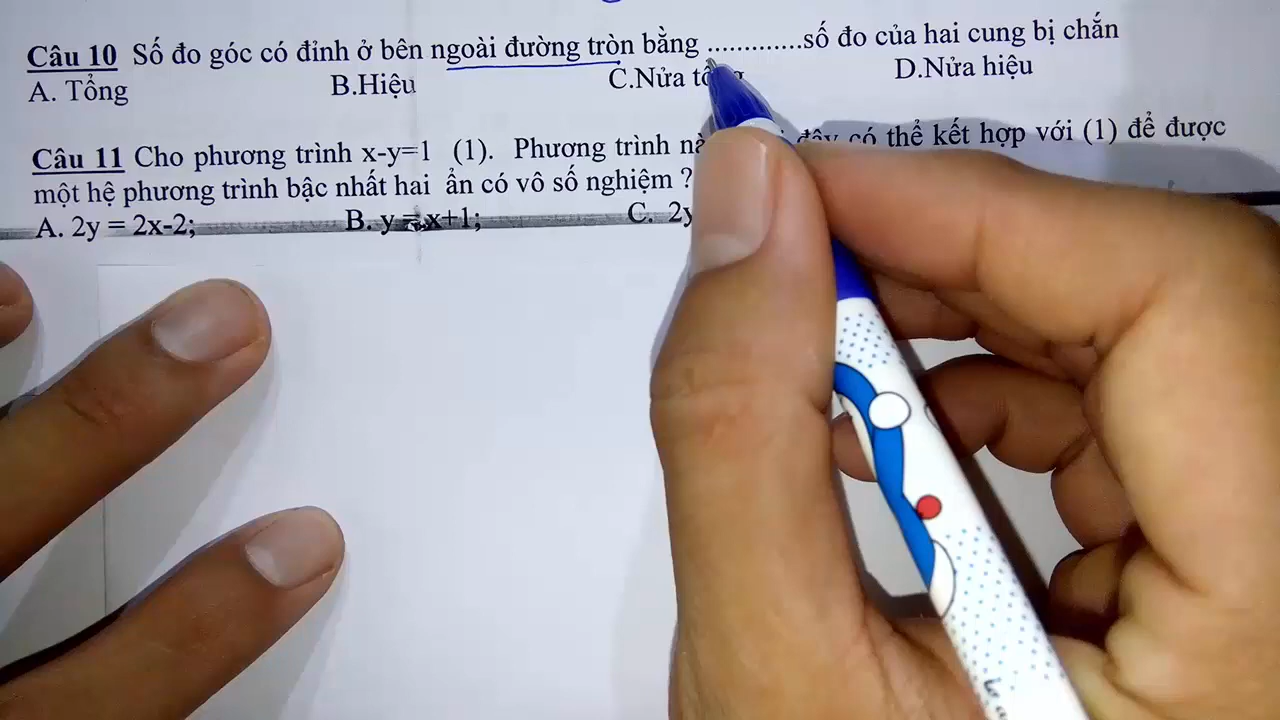 Câu 10 Số đo góc có đỉnh ở bên ngoài đường tròn bằng .............số đo của hai cung bị chắn
A. Tổng B.Hiệu C.Nửa D.Nửa hiệu
Câu 11 Cho phương trình x-y=1 (1). Phương trình có thể kết hợp với (1) để được
một hệ phương trình bậc nhất hai ẩn có vô số nghiệm ?
A. 2y = 2x-2; B. y = x+1; C. 2y